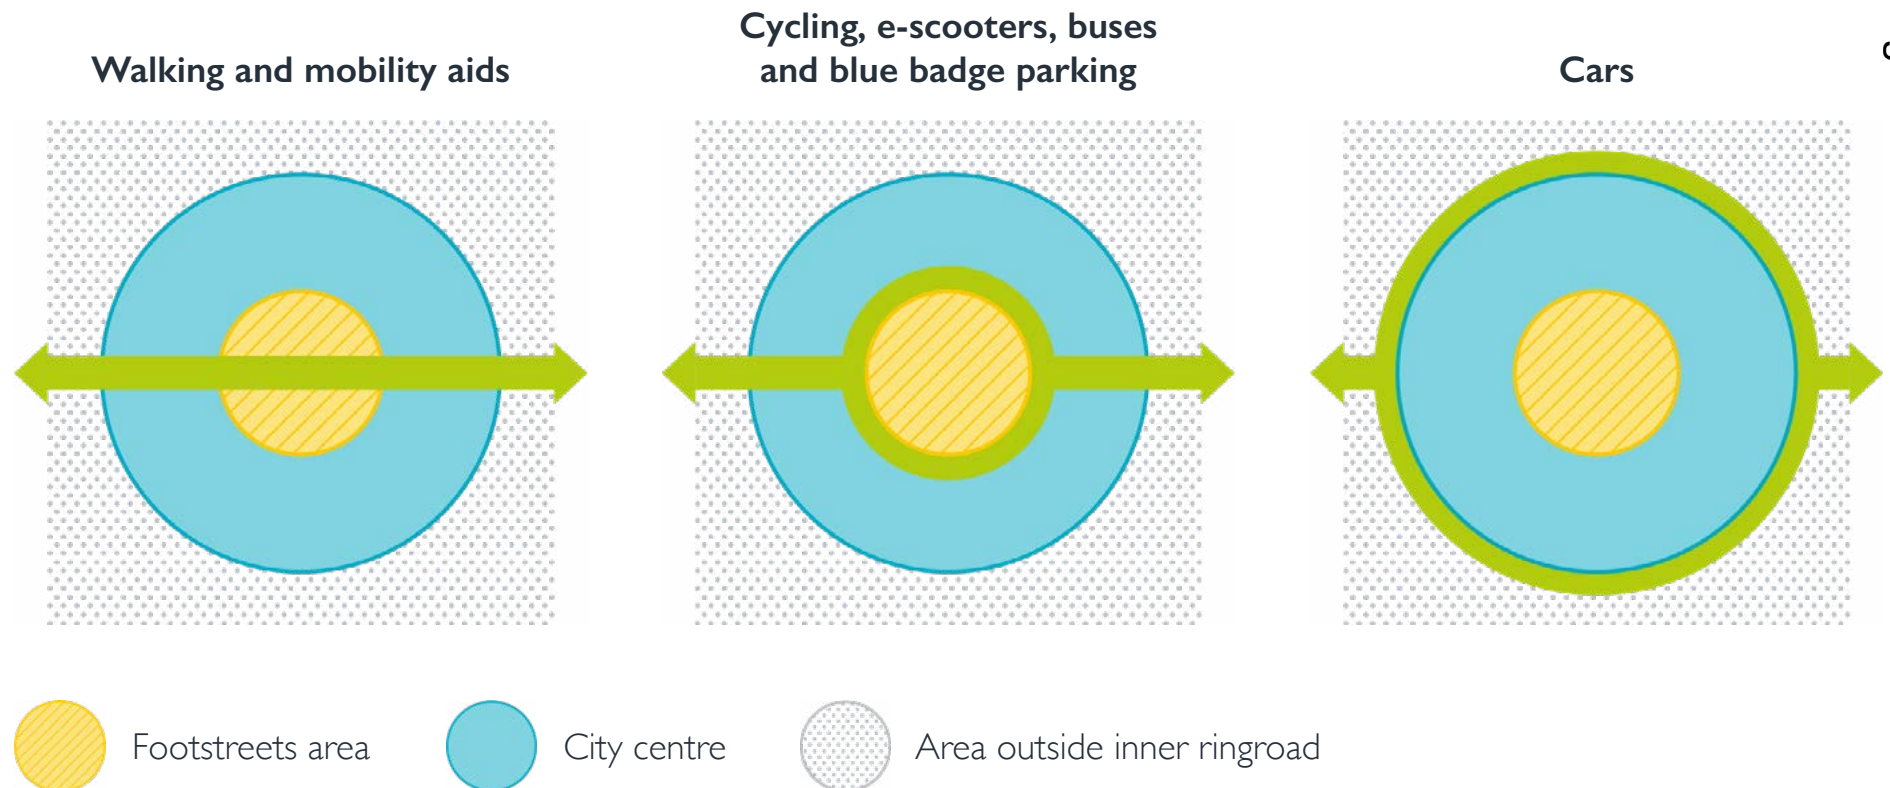 Walking and mobility aids
Cycling, e-scooters, buses
and blue badge parking
Cars
Footstreets area
City centre
Area outside inner ringroad